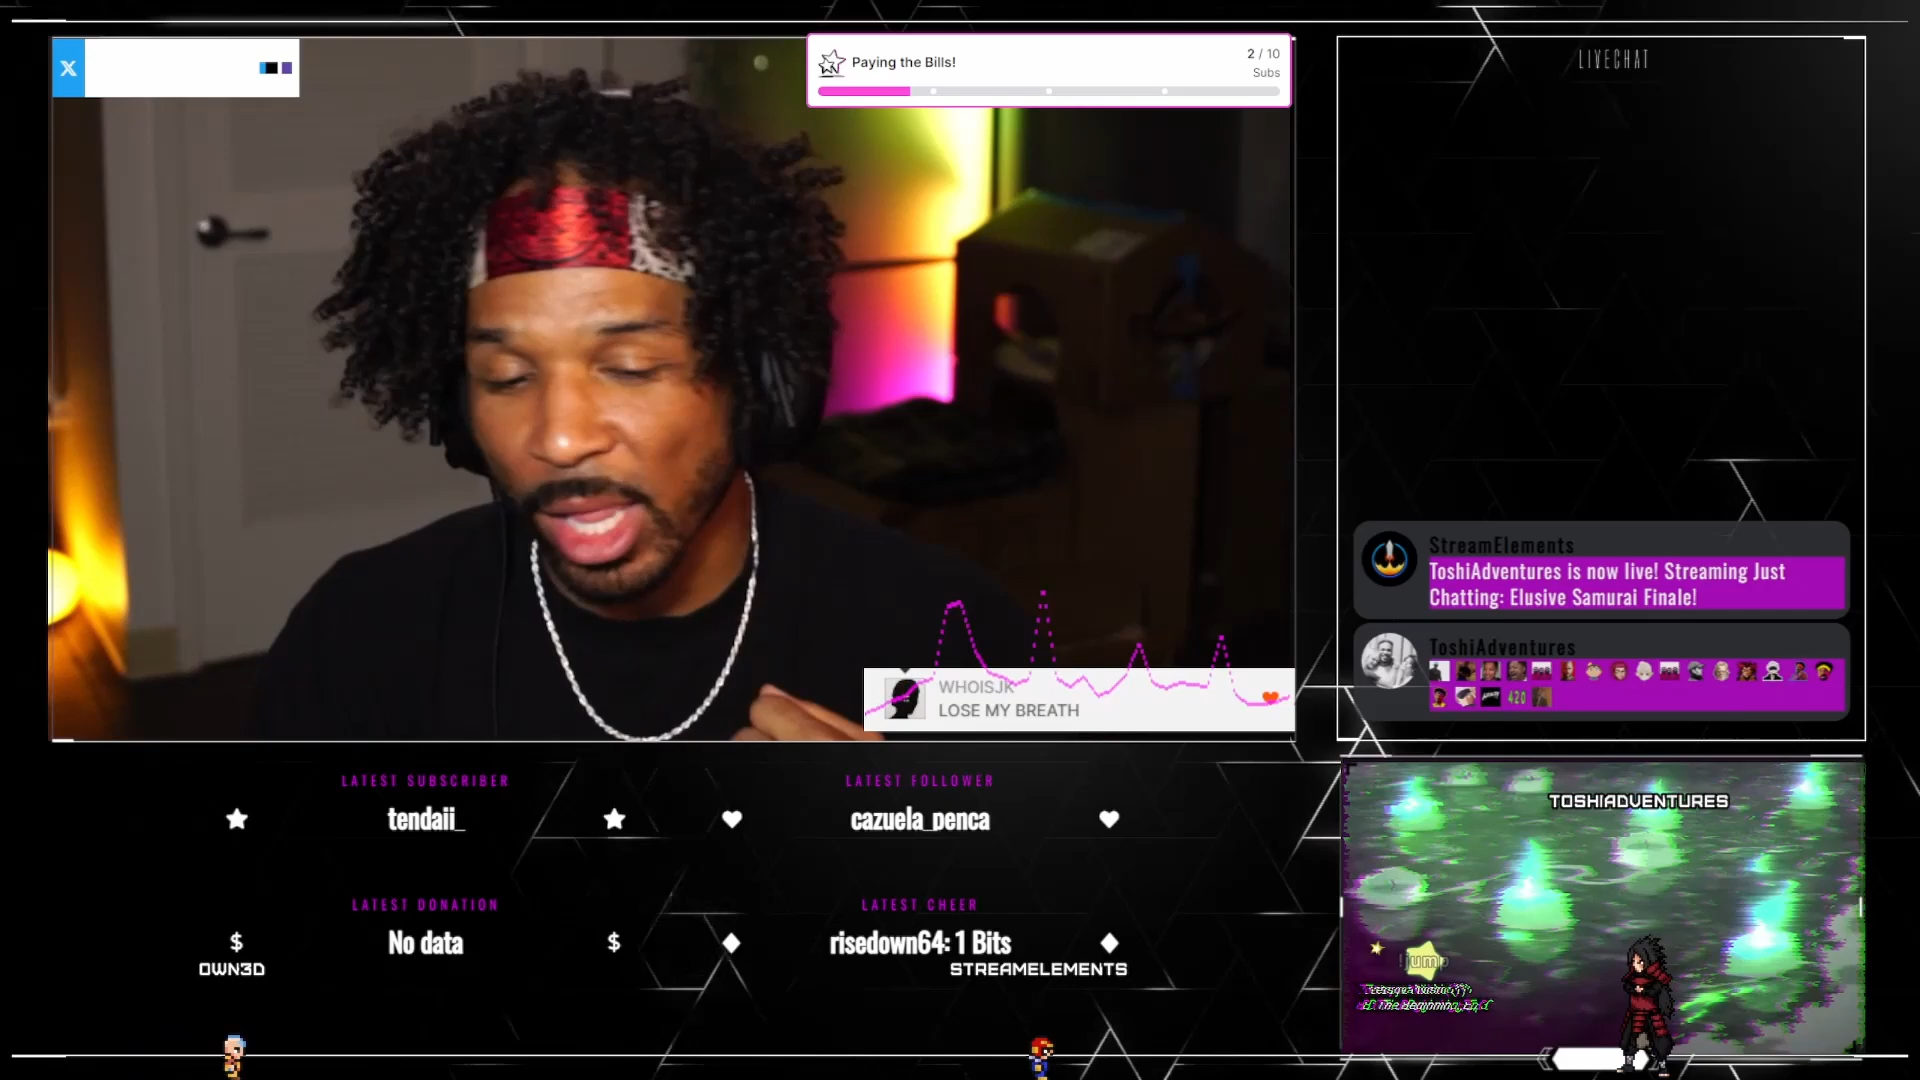 X
Paying the Bills!
2 / 10
Subs
LIVECHAT
StreamElements
ToshiAdventures is now live! Streaming Just
Chatting: Elusive Samurai Finale!
ToshiAdventures
420
WHOISJK
LOSE MY BREATH
LATEST SUBSCRIBER
tendaii_
LATEST FOLLOWER
cazuela_penca
LATEST DONATION
$ No data $
LATEST CHEER
risedown64: 1 Bits
OWN3D
STREAMELEMENTS
TOSHIADVENTURES
!jump